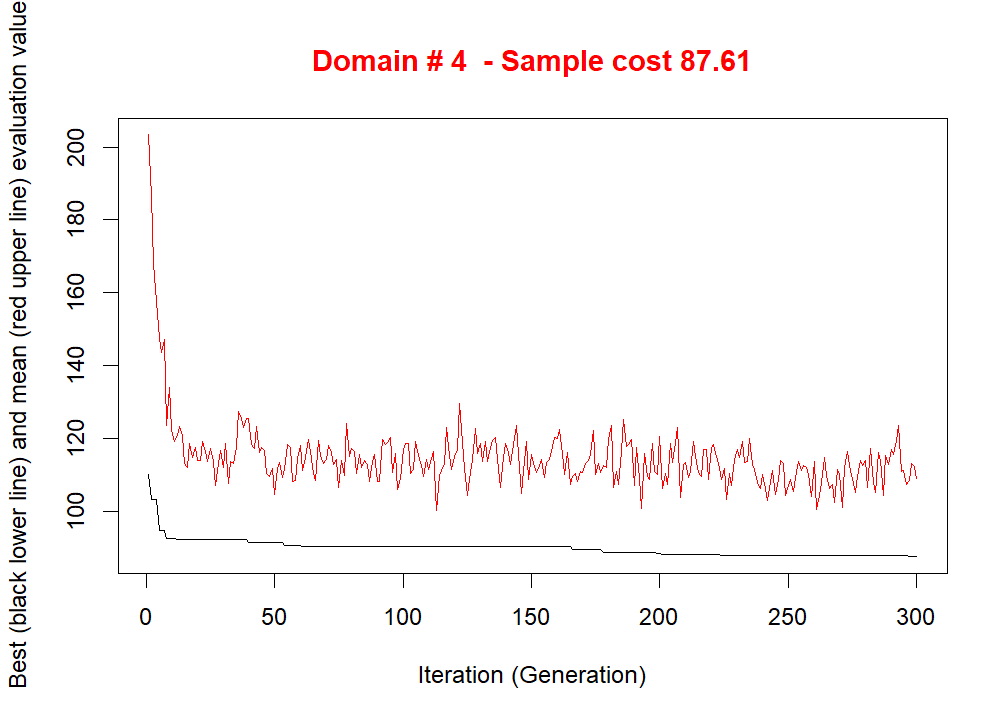 Domain # 4  - Sample cost 87.61
Best (black lower line) and mean (red upper line) evaluation value
200
180
160
140
120
100
0 50 100 150 200 250 300
Iteration (Generation)